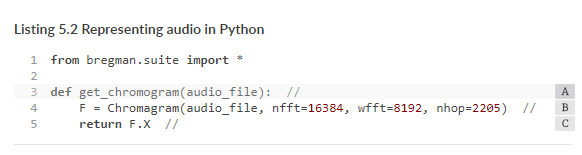 Listing 5.2 Representing audio in Python
1 from bregman.suite import *
2
3 def get_chromogram(audio_file): // A
4     F = Chromagram(audio_file, nfft=16384, wfft=8192, nhop=2205) // B
5     return F.X // C